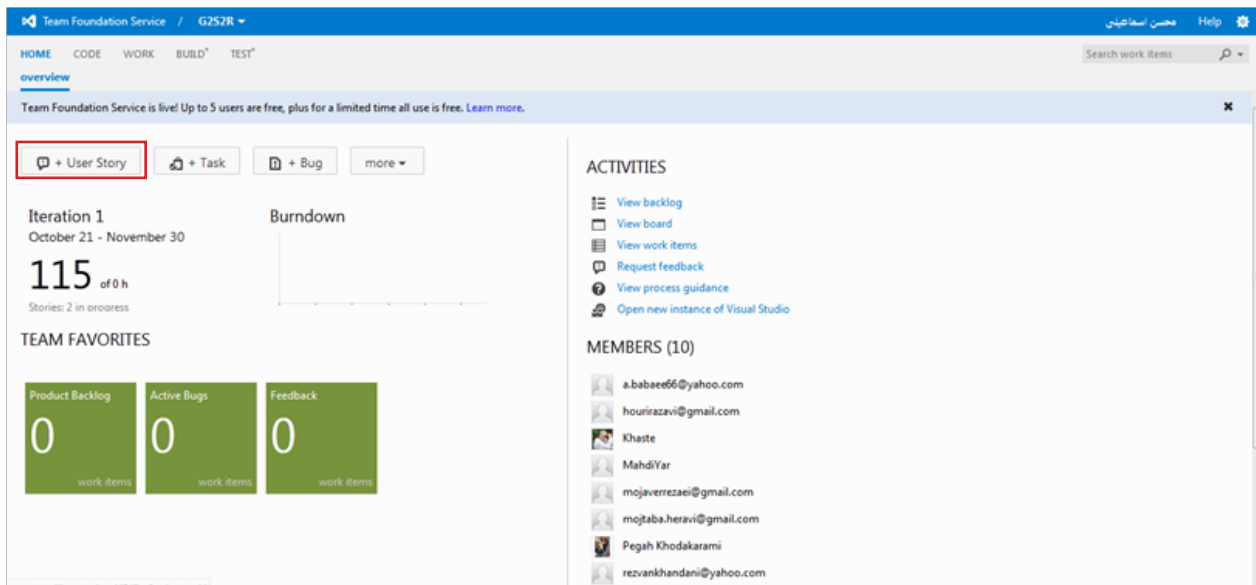 Team Foundation Service / G2S2R
محسن اسماعیلی Help
HOME CODE WORK BUILD* TEST*
Search work items
overview
Team Foundation Service is live! Up to 5 users are free, plus for a limited time all use is free. Learn more.
+ User Story + Task + Bug more
Iteration 1
October 21 - November 30
115 of 0 h
Stories: 2 in progress
Burndown
TEAM FAVORITES
Product Backlog
0
work items
Active Bugs
0
work items
Feedback
0
work items
ACTIVITIES
View backlog
View board
View work items
Request feedback
View process guidance
Open new instance of Visual Studio
MEMBERS (10)
a.babaee66@yahoo.com
hourirazavi@gmail.com
Khaste
MahdiYar
mojaverrezaei@gmail.com
mojtaba.heravi@gmail.com
Pegah Khodakarami
rezvankhandani@yahoo.com